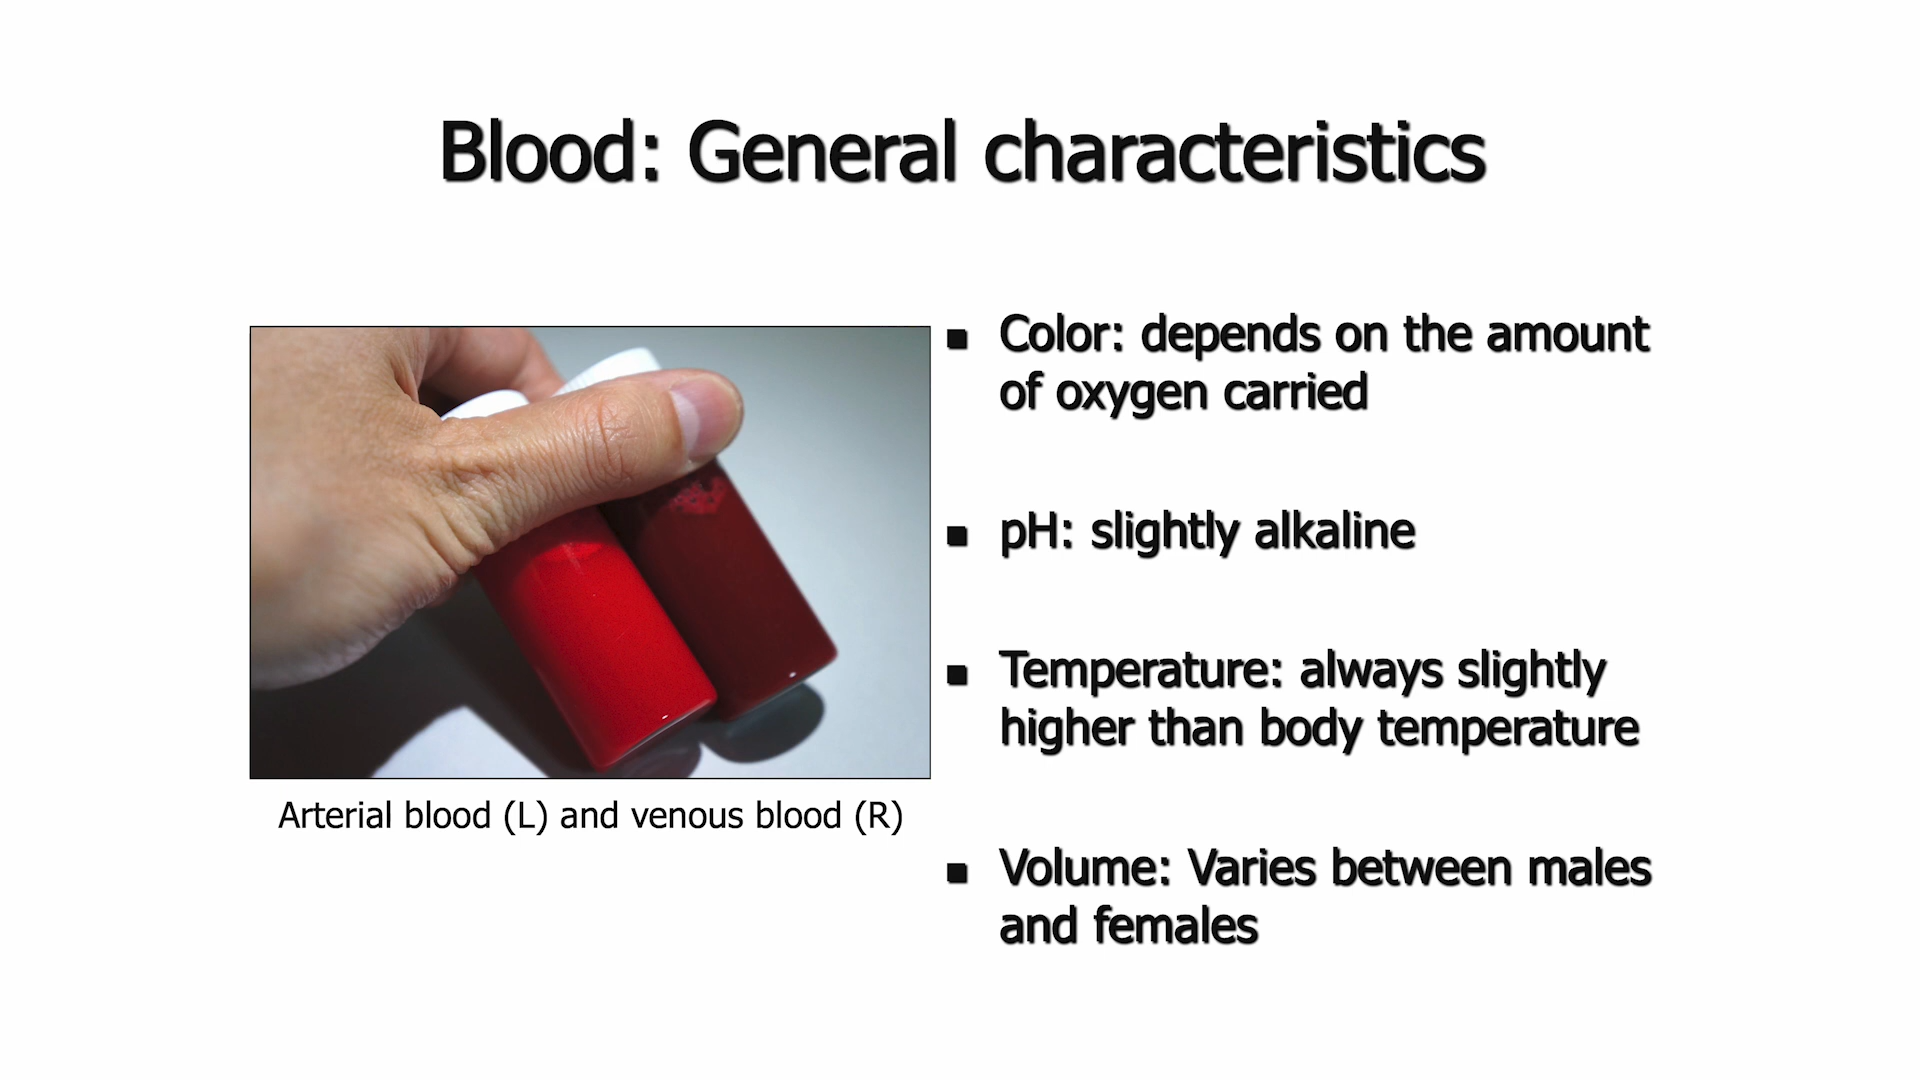 Blood: General characteristics
Arterial blood (L) and venous blood (R)
■ Color: depends on the amount
of oxygen carried
■ pH: slightly alkaline
■ Temperature: always slightly
higher than body temperature
■ Volume: Varies between males
and females